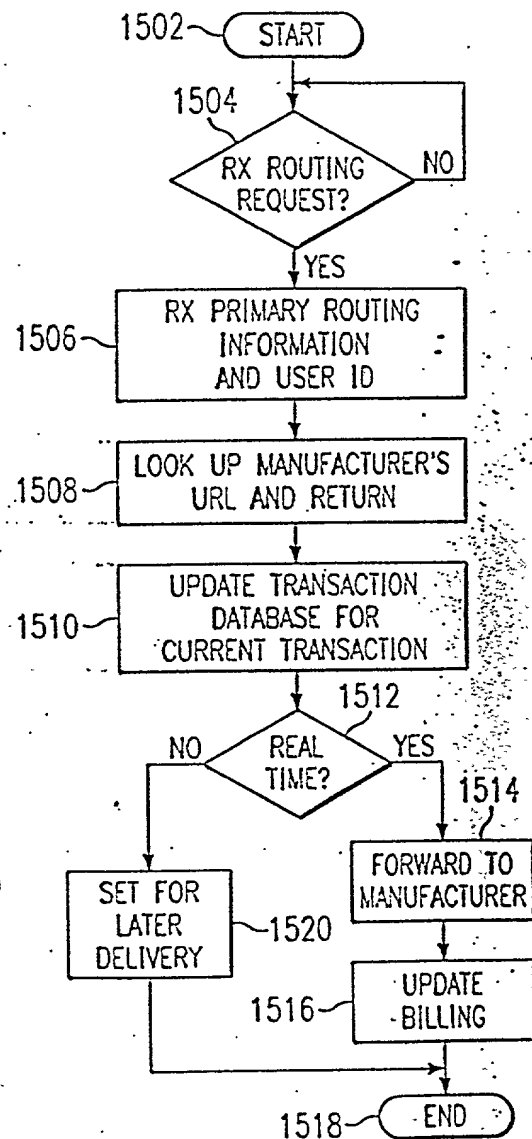 1502
START
1504
RX ROUTING
REQUEST?
NO
YES
1506
RX PRIMARY ROUTING
INFORMATION
AND USER ID
1508
LOOK UP MANUFACTURER'S
URL AND RETURN
1510
UPDATE TRANSACTION
DATABASE FOR
CURRENT TRANSACTION
1512
NO
REAL
TIME?
YES
1514
FORWARD TO
MANUFACTURER
SET FOR
LATER
DELIVERY
1520
1516
UPDATE
BILLING
1518
END